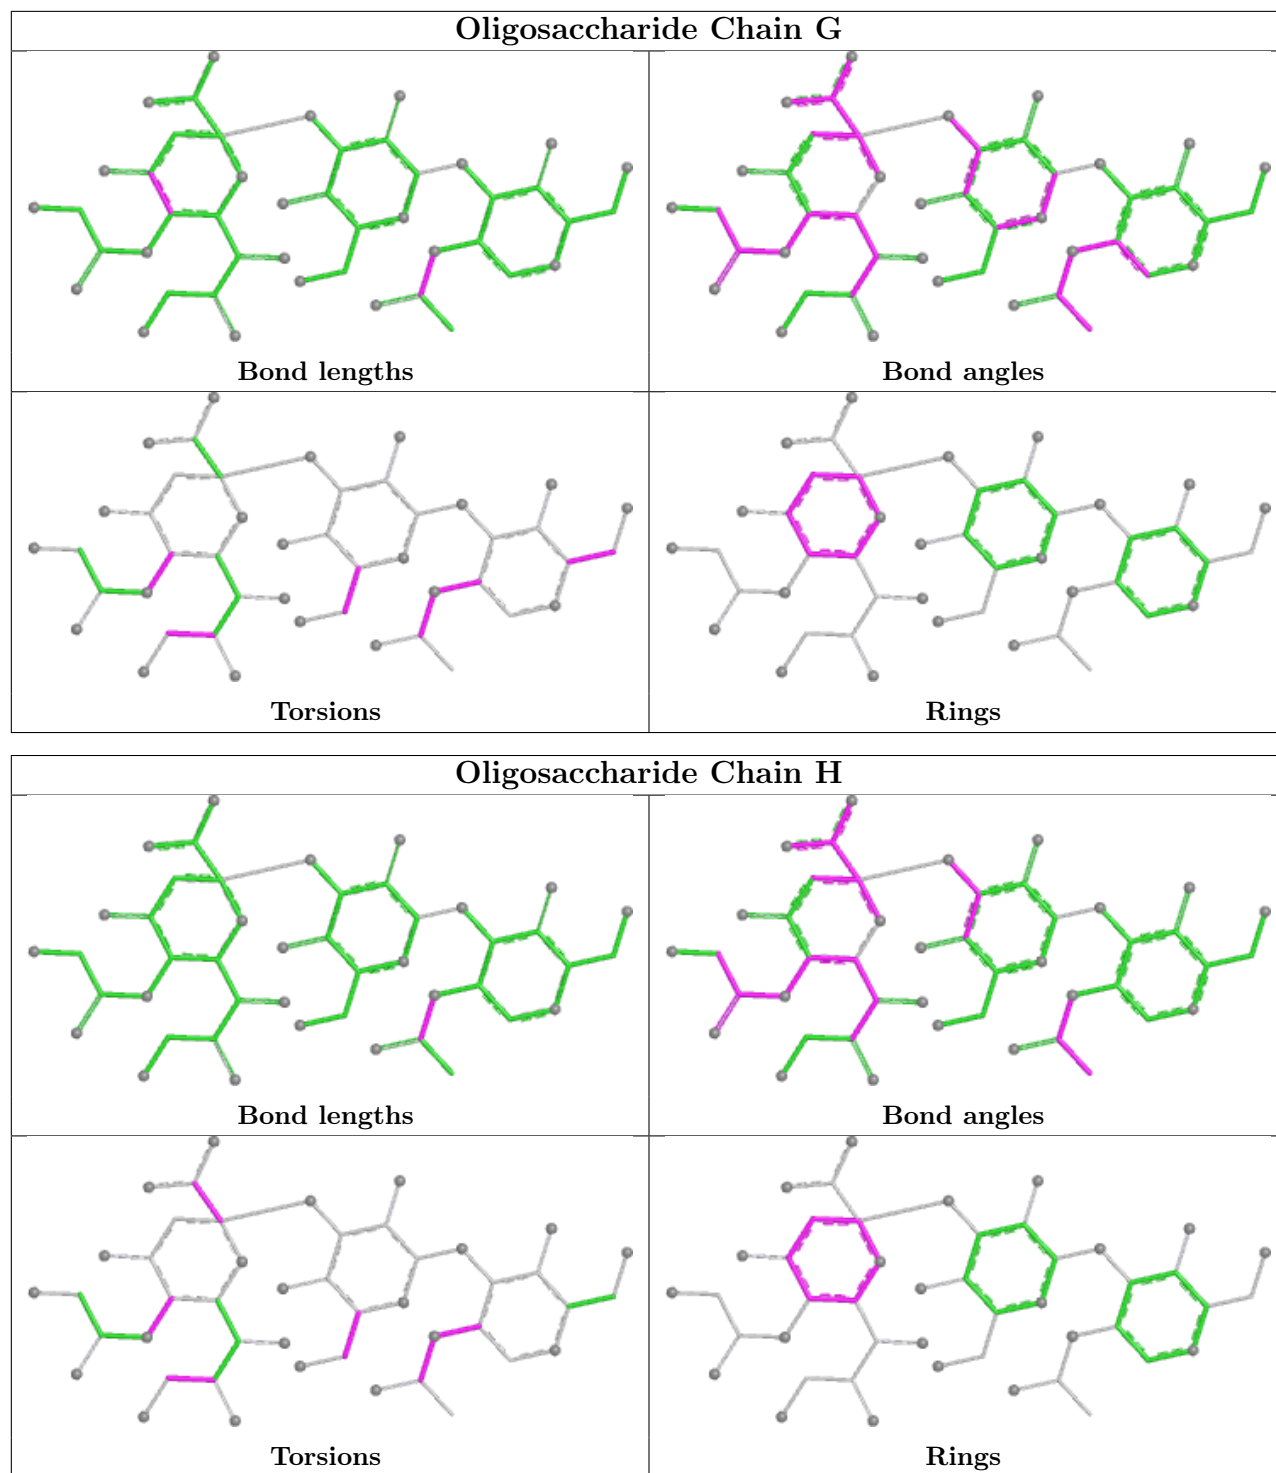 Oligosaccharide Chain G
Bond lengths
Bond angles
Torsions
Rings
Oligosaccharide Chain H
Bond lengths
Bond angles
Torsions
Rings